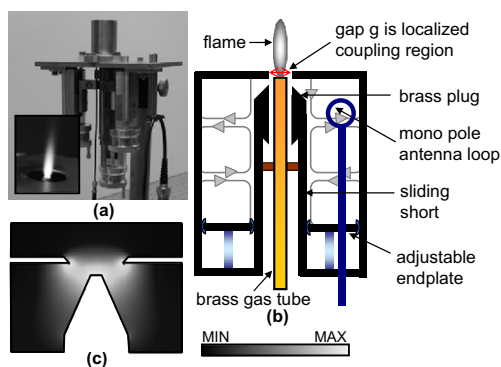 flame
gap g is localized
coupling region
brass plug
mono pole
antenna loop
sliding
short
adjustable
endplate
brass gas tube
(a)
(b)
(c)
MIN
MAX